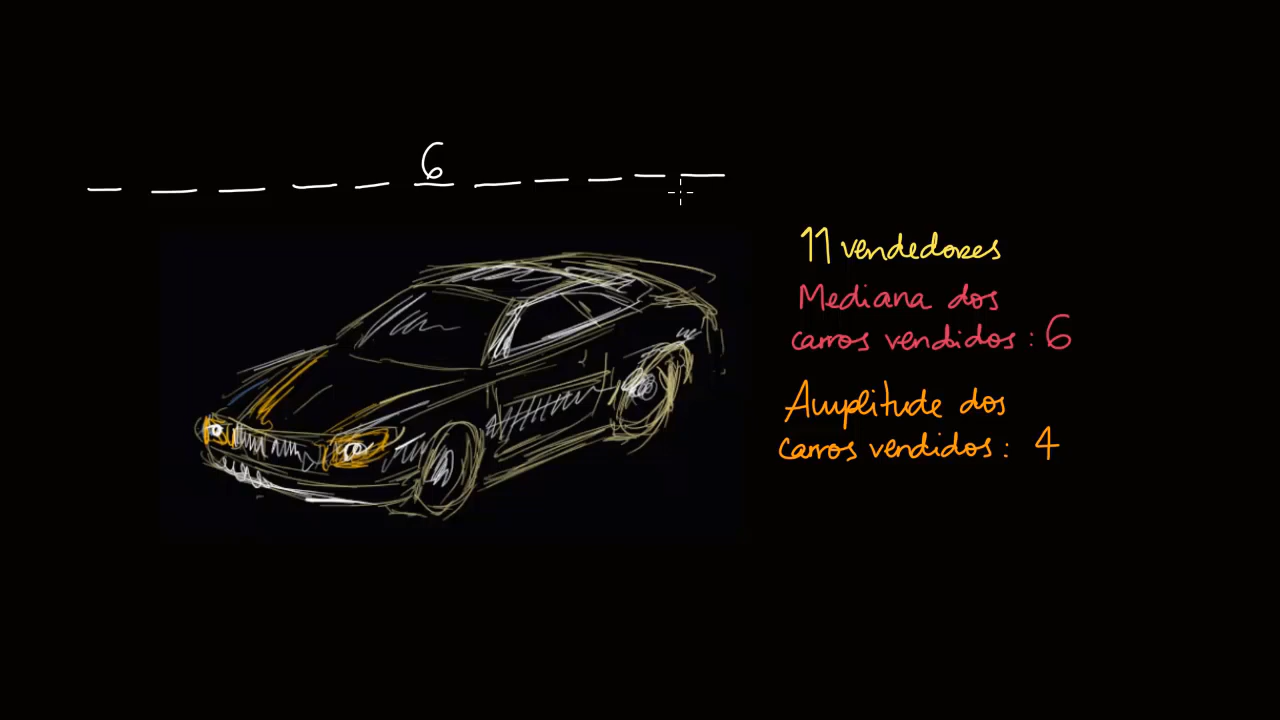 6
11 vendedores
Mediana dos
carros vendidos : 6
Amplitude dos
carros vendidos : 4